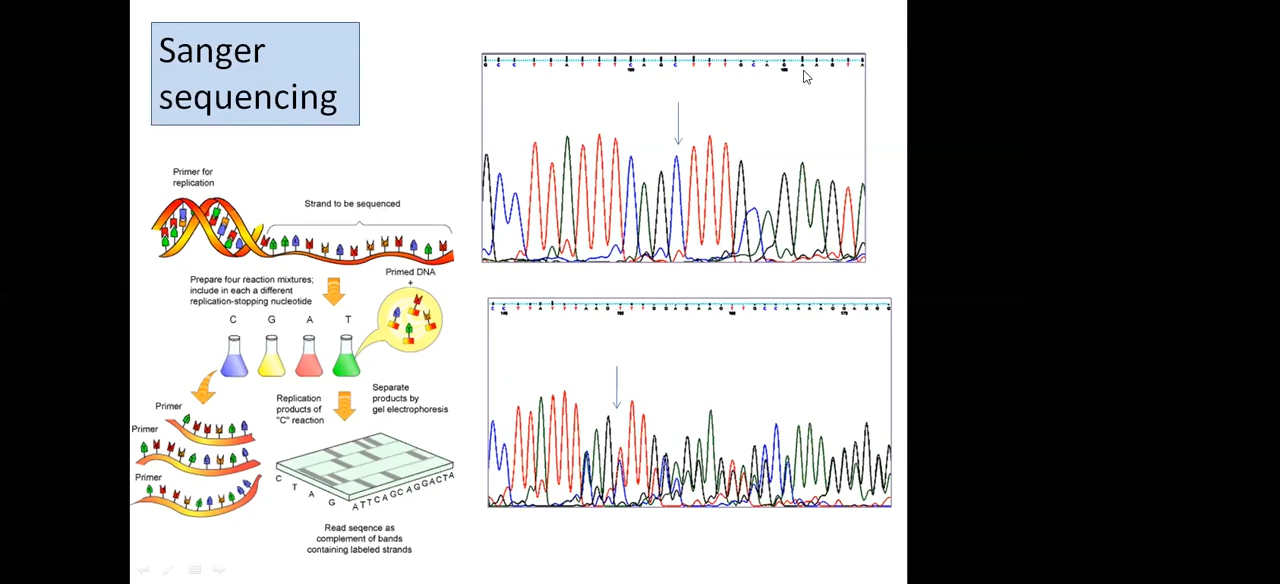 Sanger
sequencing
Primer for
replication
Strand to be sequenced
Primed DNA
+
Prepare four reaction mixtures;
include in each a different
replication-stopping nucleotide
C G A T
Separate
products by
gel electrophoresis
Replication
products of
"C" reaction
Primer
Primer
Primer
C T A G
ATTCAGCAGGACTA
Read seqence as
complement of bands
containing labeled strands
G C C T T A T T T C A G C T T T G C A G A A G T A